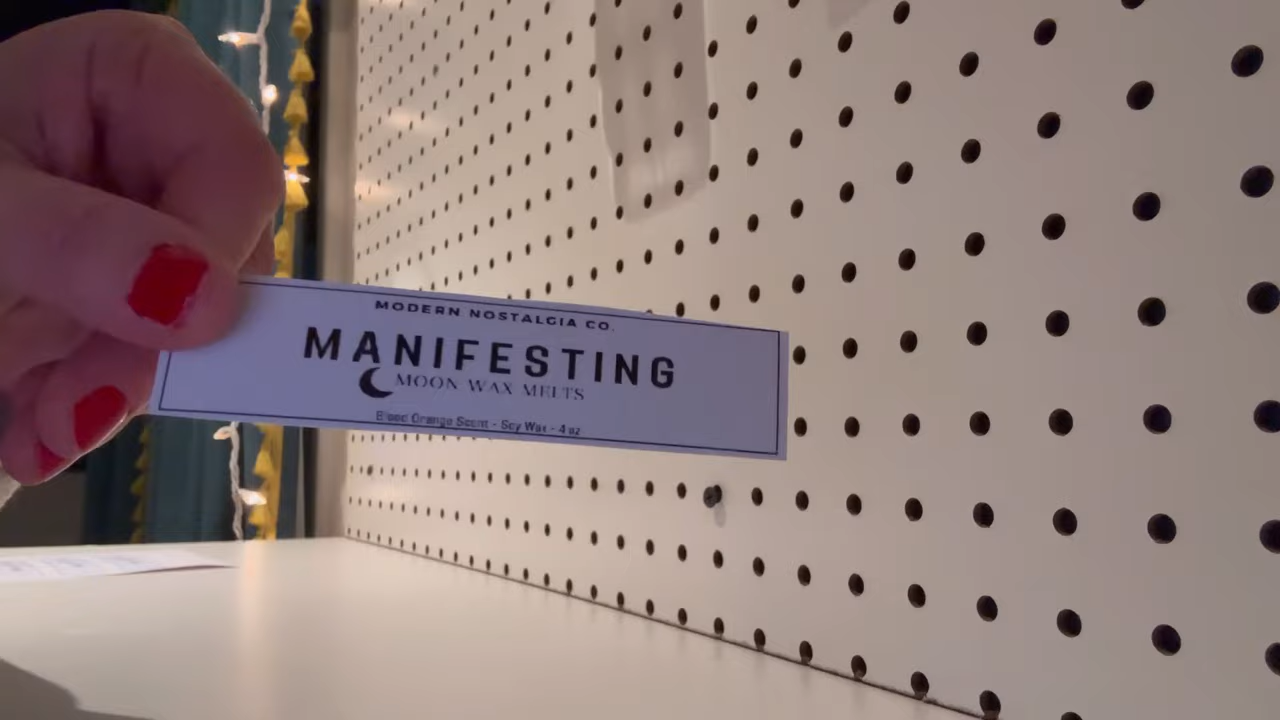 MODERN NOSTALGIA CO.
MANIFESTING
MOON WAX MELTS
Blood Orange Scent - Soy Wax - 4 oz